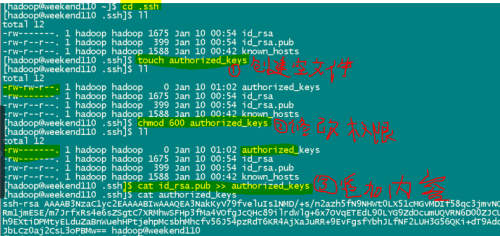 [hadoop@weekend110 ~]$ cd .ssh
[hadoop@weekend110 .ssh]$ ll
total 12
-rw-------. 1 hadoop hadoop 1675 Jan 10 00:54 id_rsa
-rw-r--r--. 1 hadoop hadoop 399 Jan 10 00:54 id_rsa.pub
-rw-r--r--. 1 hadoop hadoop 1588 Jan 10 00:42 known_hosts
[hadoop@weekend110 .ssh]$ touch authorized_keys
①创建空文件
[hadoop@weekend110 .ssh]$ ll
total 12
-rw-rw-r--. 1 hadoop hadoop 0 Jan 10 01:02 authorized_keys
-rw-------. 1 hadoop hadoop 1675 Jan 10 00:54 id_rsa
-rw-r--r--. 1 hadoop hadoop 399 Jan 10 00:54 id_rsa.pub
-rw-r--r--. 1 hadoop hadoop 1588 Jan 10 00:42 known_hosts
[hadoop@weekend110 .ssh]$ chmod 600 authorized_keys
②修改权限
[hadoop@weekend110 .ssh]$ ll
total 12
-rw-------. 1 hadoop hadoop 0 Jan 10 01:02 authorized_keys
-rw-------. 1 hadoop hadoop 1675 Jan 10 00:54 id_rsa
-rw-r--r--. 1 hadoop hadoop 399 Jan 10 00:54 id_rsa.pub
-rw-r--r--. 1 hadoop hadoop 1588 Jan 10 00:42 known_hosts
[hadoop@weekend110 .ssh]$ cat id_rsa.pub >> authorized_keys
③追加内容
[hadoop@weekend110 .ssh]$ cat authorized_keys
ssh-rsa
hadoop@weekend110